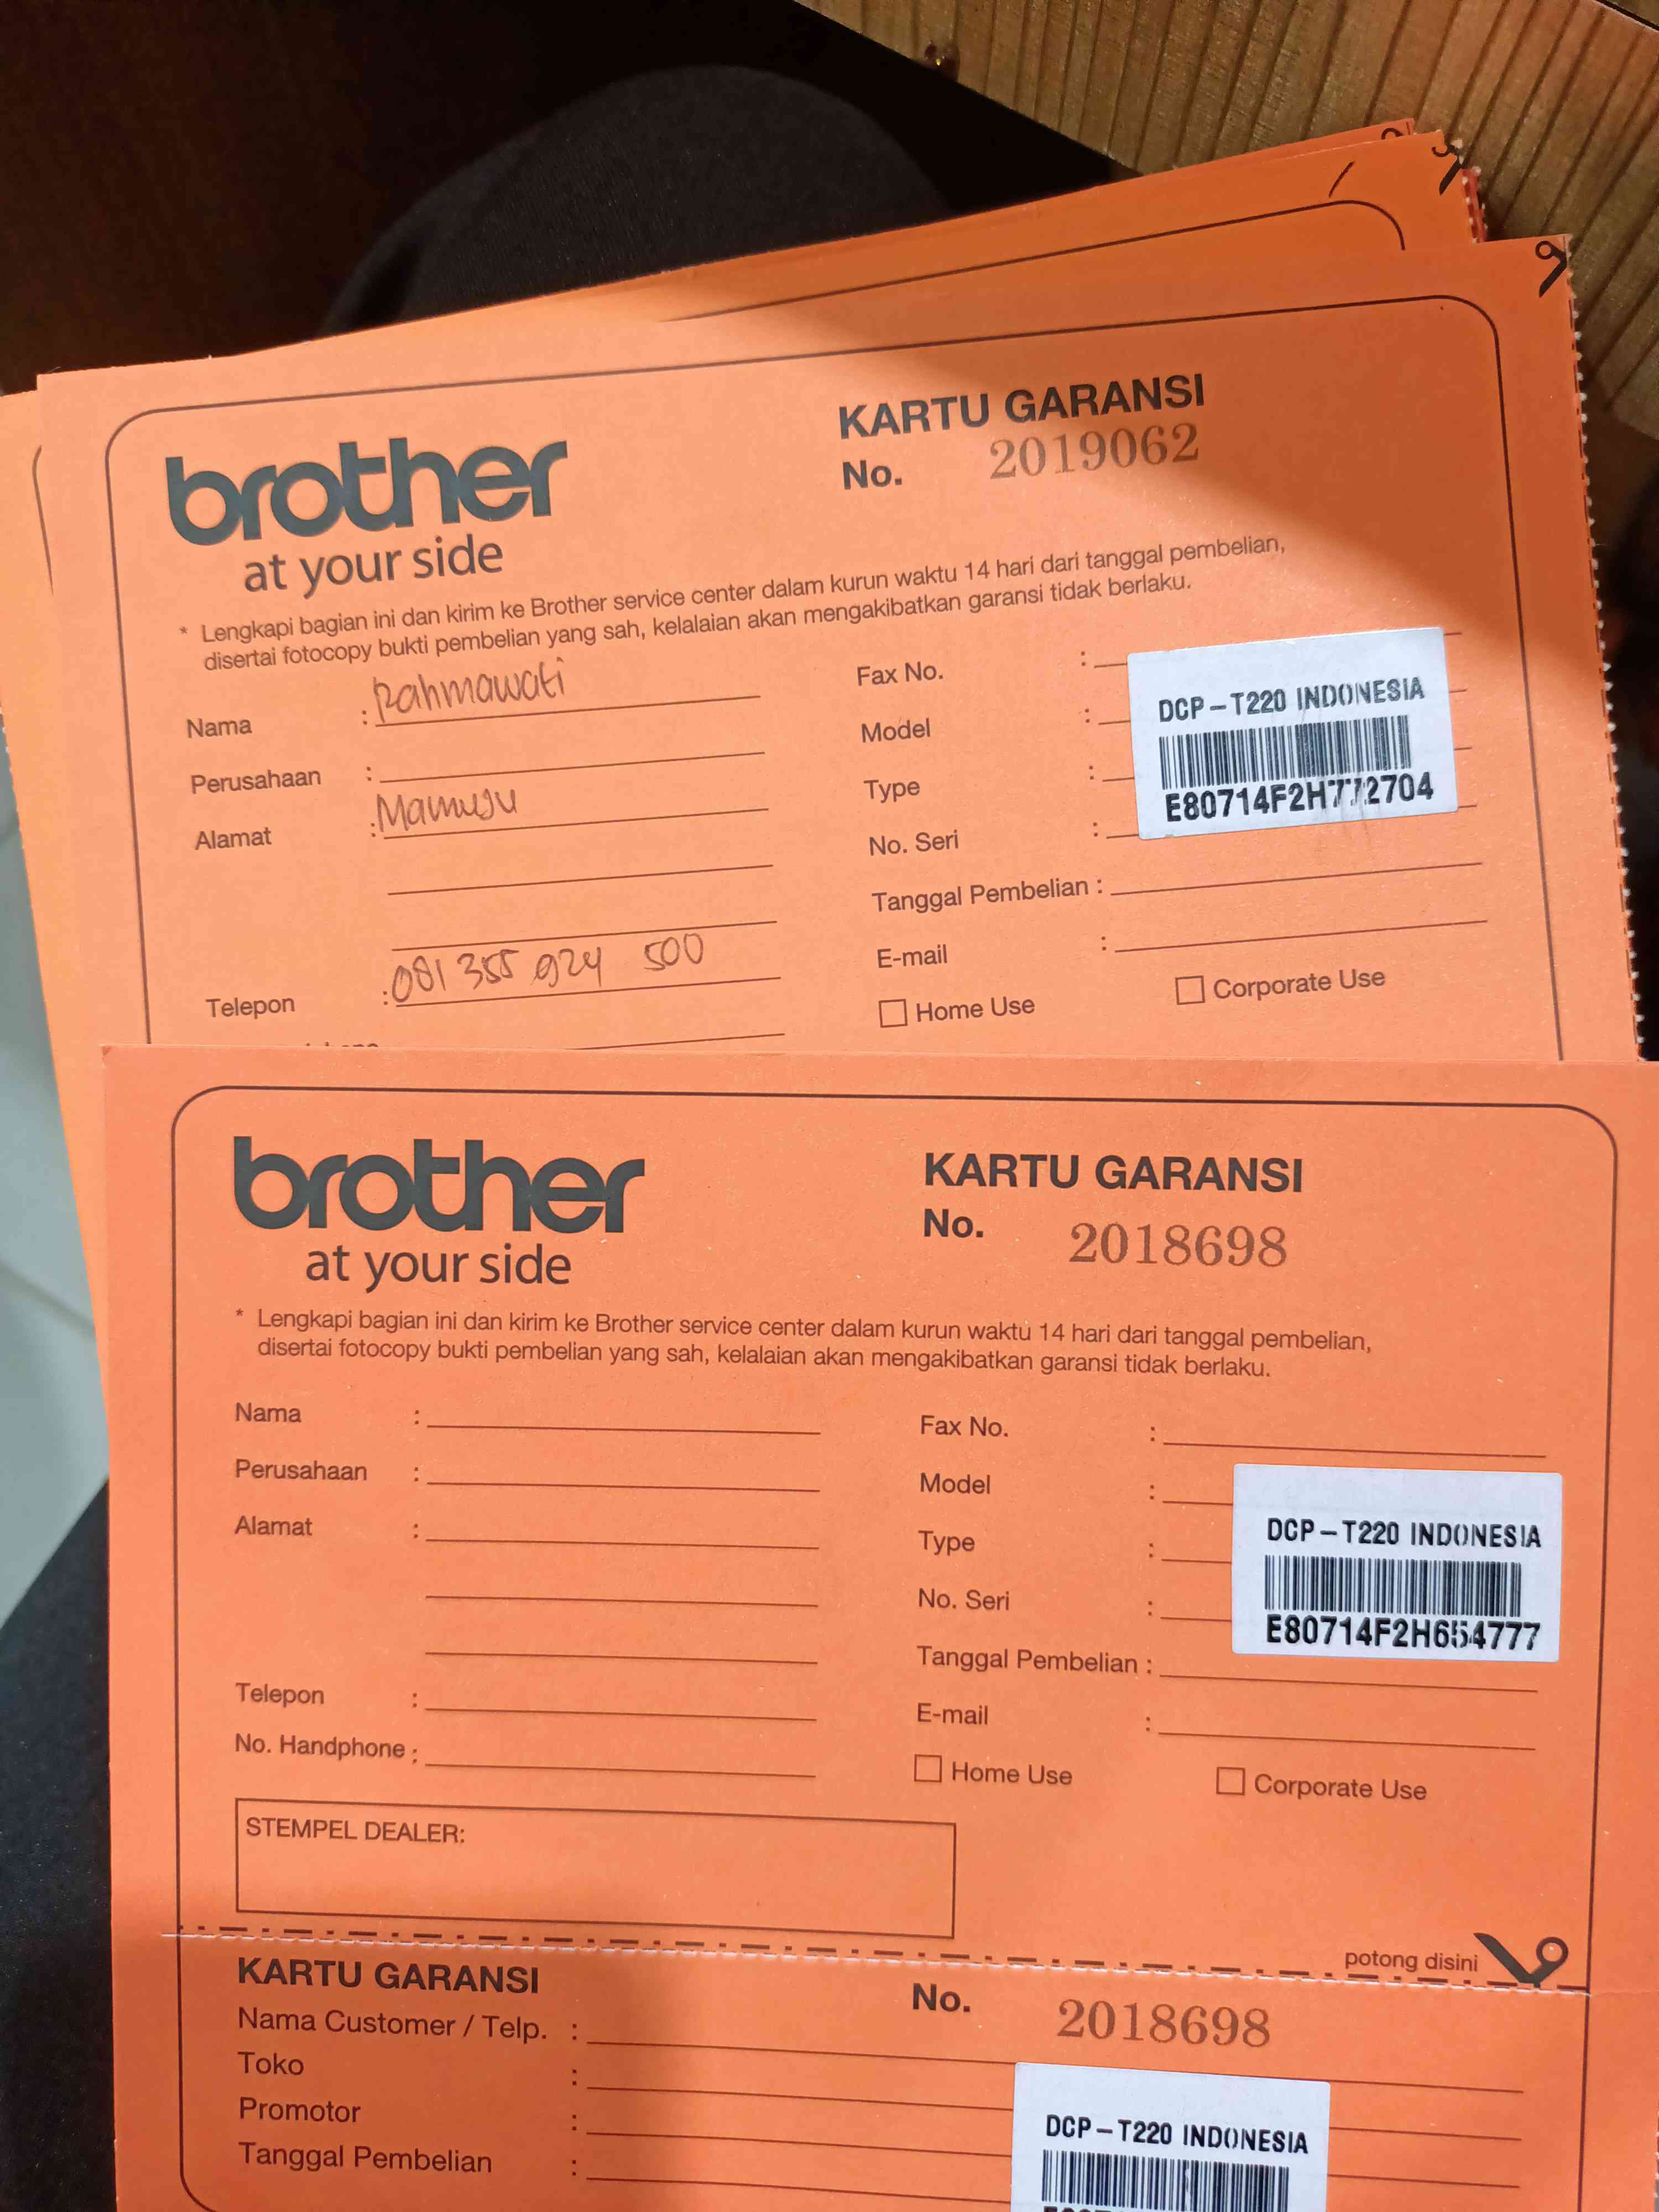 brother
at your side
KARTU GARANSI
No. 2019062
* Lengkapi bagian ini dan kirim ke Brother service center dalam kurun waktu 14 hari dari tanggal pembelian,
disertai fotocopy bukti pembelian yang sah, kelalaian akan mengakibatkan garansi tidak berlaku.
Nama : Rahmawati
Perusahaan :
Alamat : Mamuju
Telepon : 081 355 924 500
Fax No. :
Model :
Type :
No. Seri :
DCP-T220 INDONESIA
E80714F2H772704
Tanggal Pembelian :
E-mail :
Home Use
Corporate Use
brother
at your side
KARTU GARANSI
No. 2018698
* Lengkapi bagian ini dan kirim ke Brother service center dalam kurun waktu 14 hari dari tanggal pembelian,
disertai fotocopy bukti pembelian yang sah, kelalaian akan mengakibatkan garansi tidak berlaku.
Nama :
Perusahaan :
Alamat :
Telepon :
No. Handphone :
Fax No. :
Model :
Type :
No. Seri :
DCP-T220 INDONESIA
E80714F2H654777
Tanggal Pembelian :
E-mail :
Home Use
Corporate Use
STEMPEL DEALER:
potong disini
KARTU GARANSI
No. 2018698
Nama Customer / Telp. :
Toko :
Promotor :
Tanggal Pembelian :
DCP-T220 INDONESIA